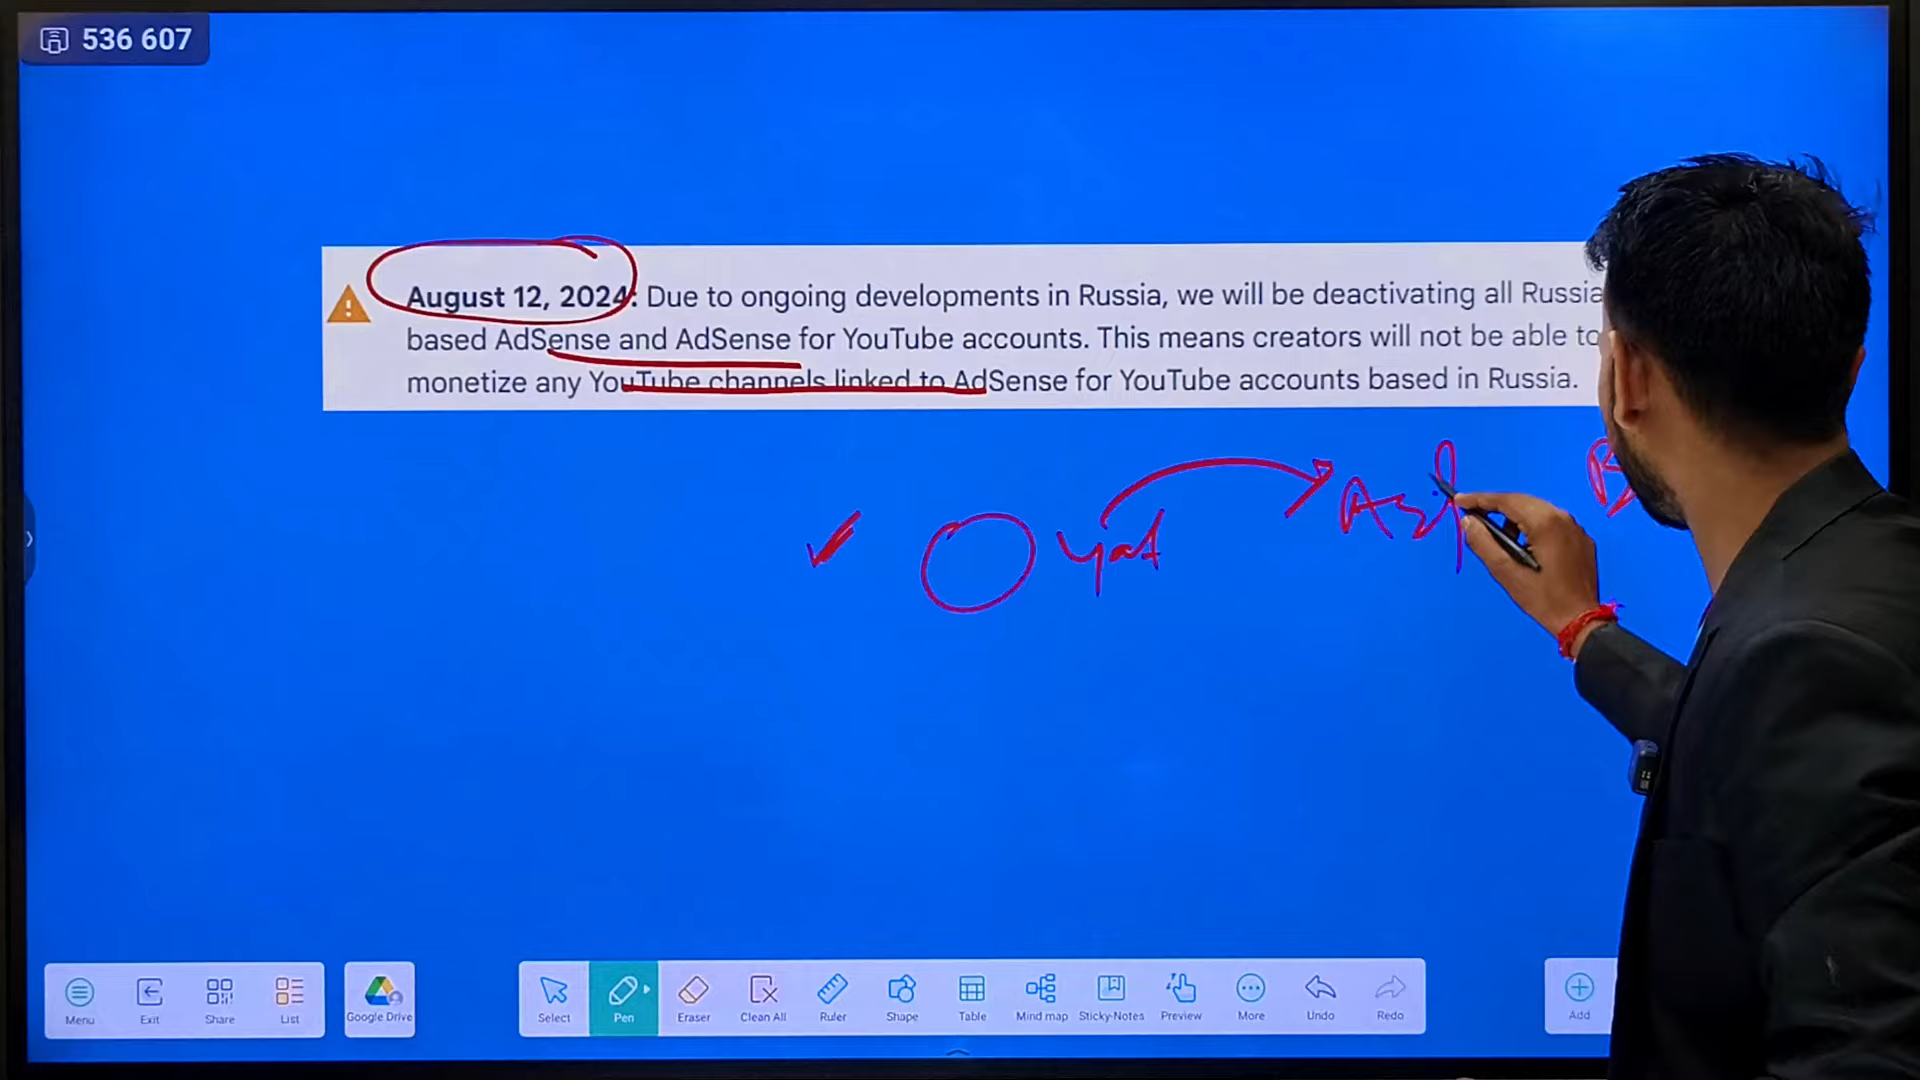 536 607
August 12, 2024: Due to ongoing developments in Russia, we will be deactivating all Russia
based AdSense and AdSense for YouTube accounts. This means creators will not be able to
monetize any YouTube channels linked to AdSense for YouTube accounts based in Russia.
B
Menu Exit Share List Google Drive Select Pen Eraser Clean All Ruler Shape Table Mind map Sticky-Notes Preview More Undo Redo Add